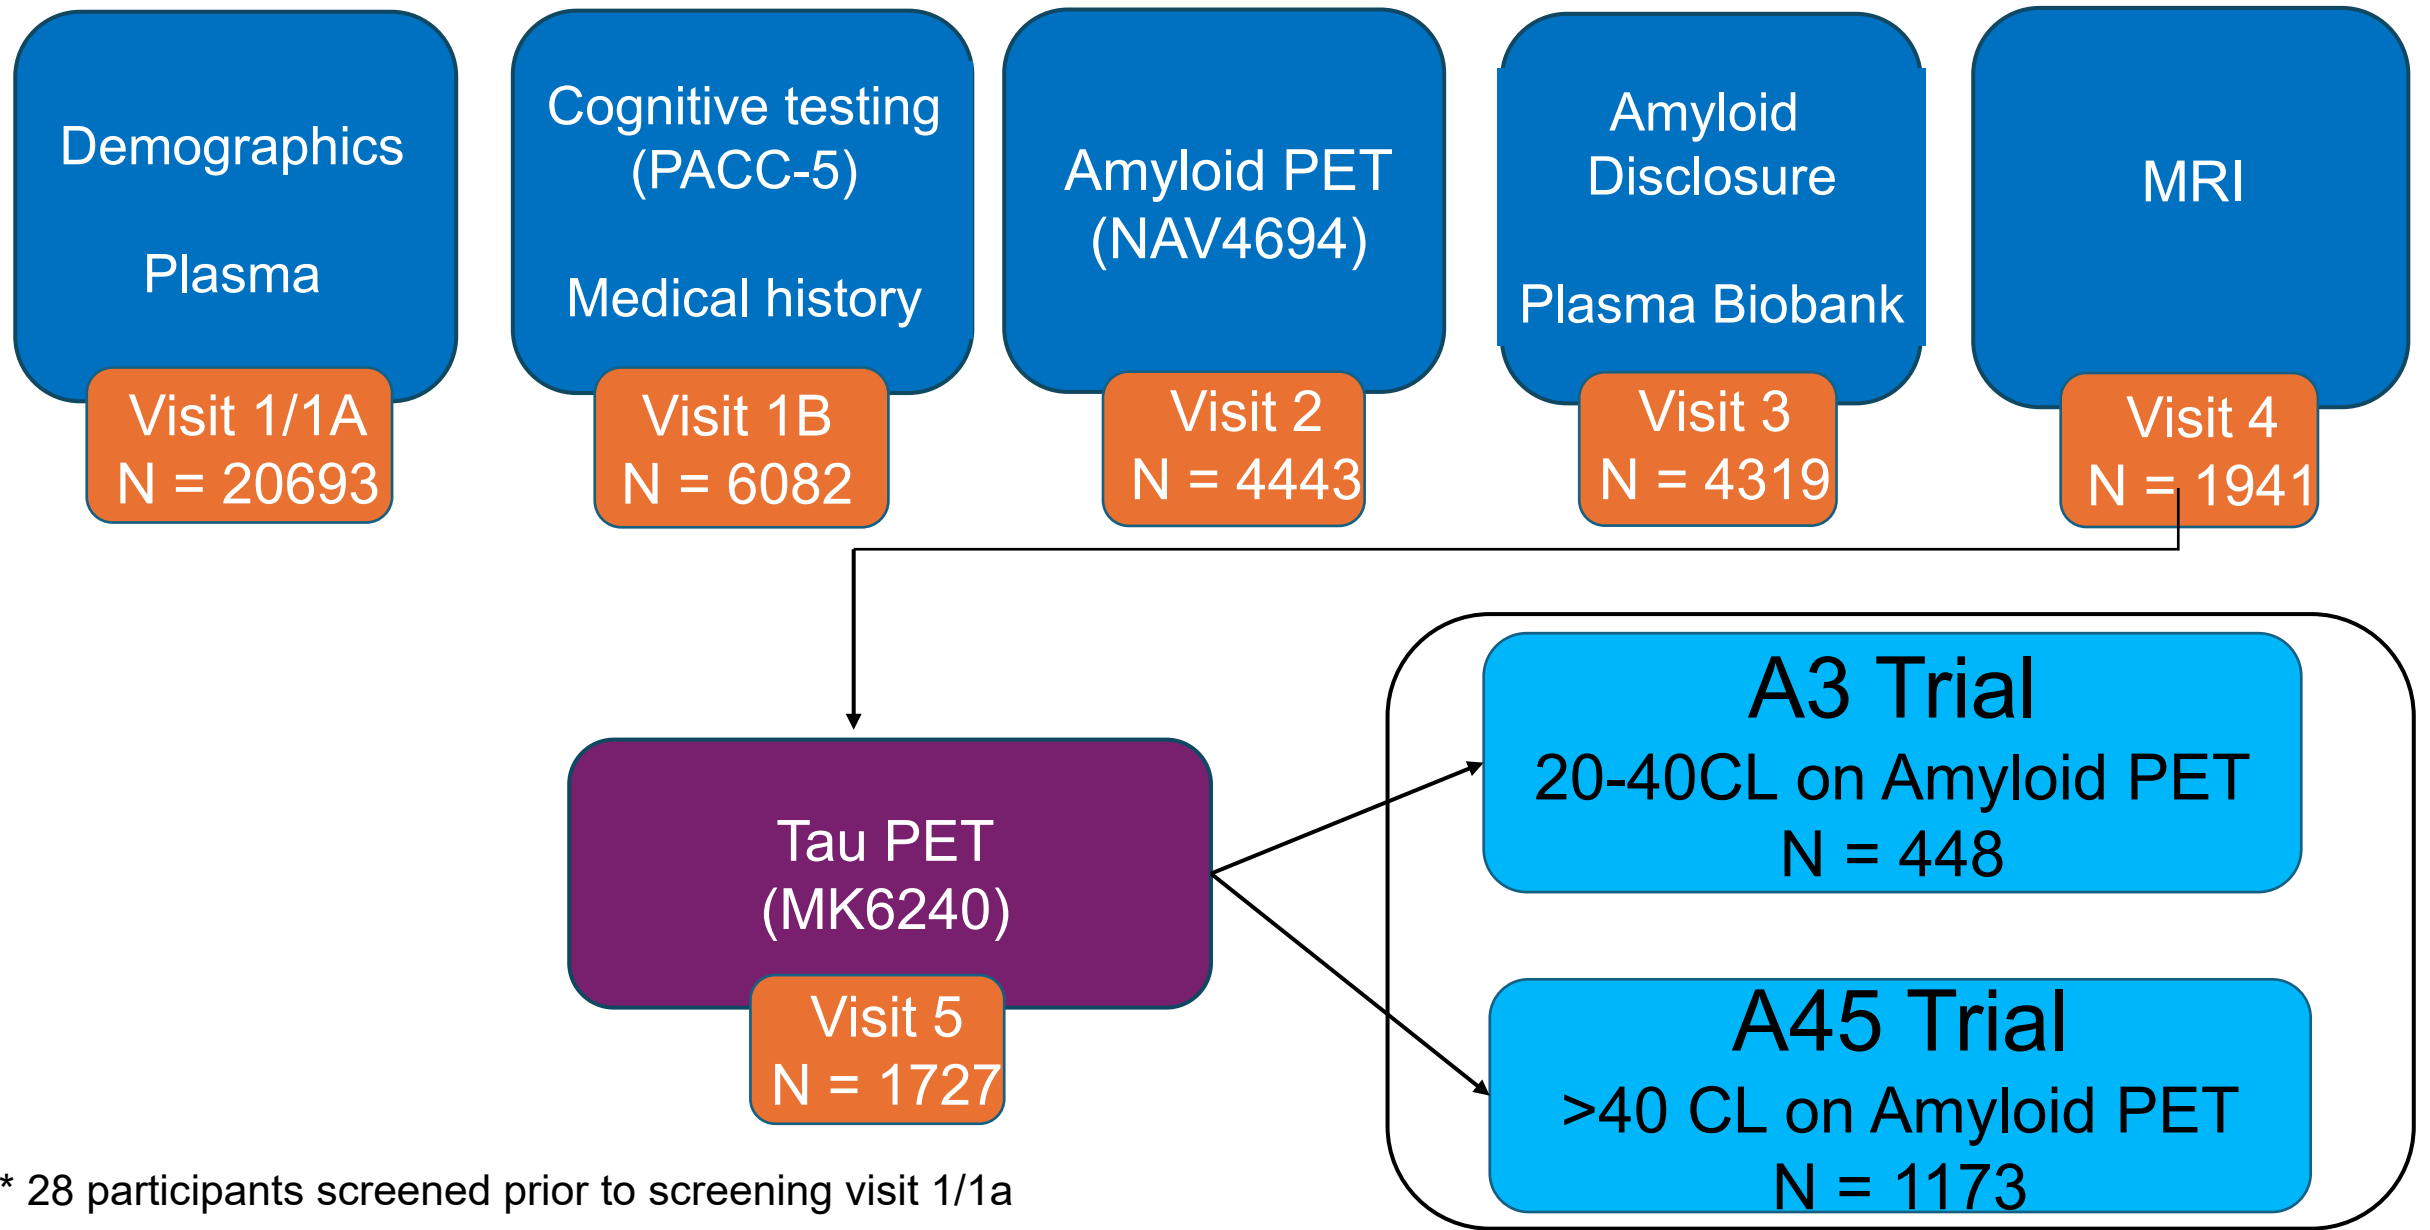 Demographics
Plasma
Visit 1/1A
N = 20693
Cognitive testing
(PACC-5)
Medical history
Visit 1B
N = 6082
Amyloid PET
(NAV4694)
Visit 2
N = 4443
Amyloid
Disclosure
Plasma Biobank
Visit 3
N = 4319
MRI
Visit 4
N = 1941
Tau PET
(MK6240)
Visit 5
N = 1727
A3 Trial
20-40CL on Amyloid PET
N = 448
A45 Trial
>40 CL on Amyloid PET
N = 1173
* 28 participants screened prior to screening visit 1/1a